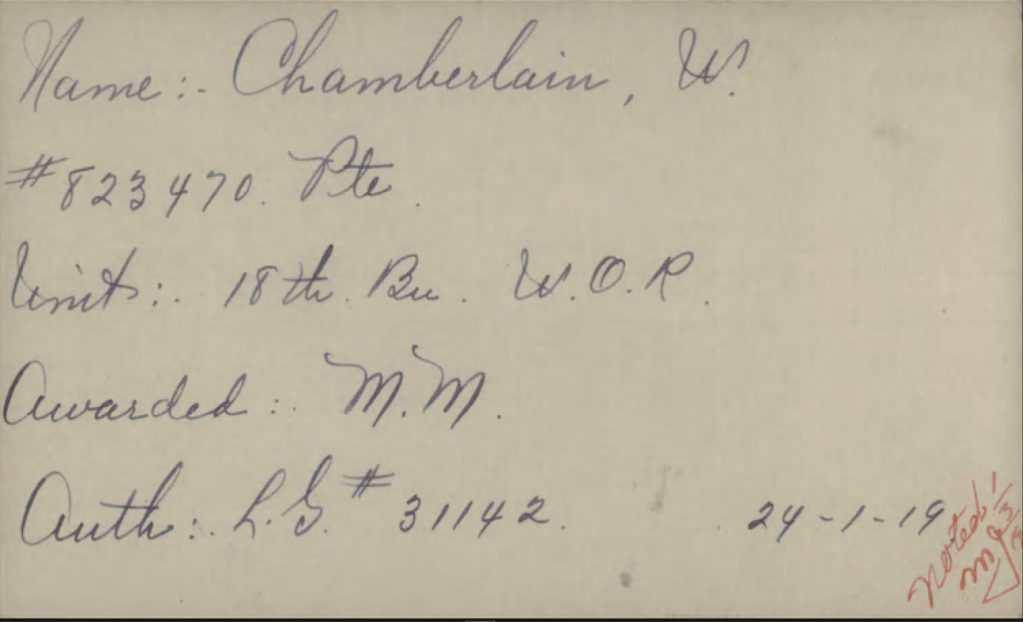 Name:- Chamberlain, W.
#823470. Pte.
Unit:. 18th. Bn. W.O.R.
Awarded:. M.M.
Auth:. L.G.# 31142. 24-1-19
Noted